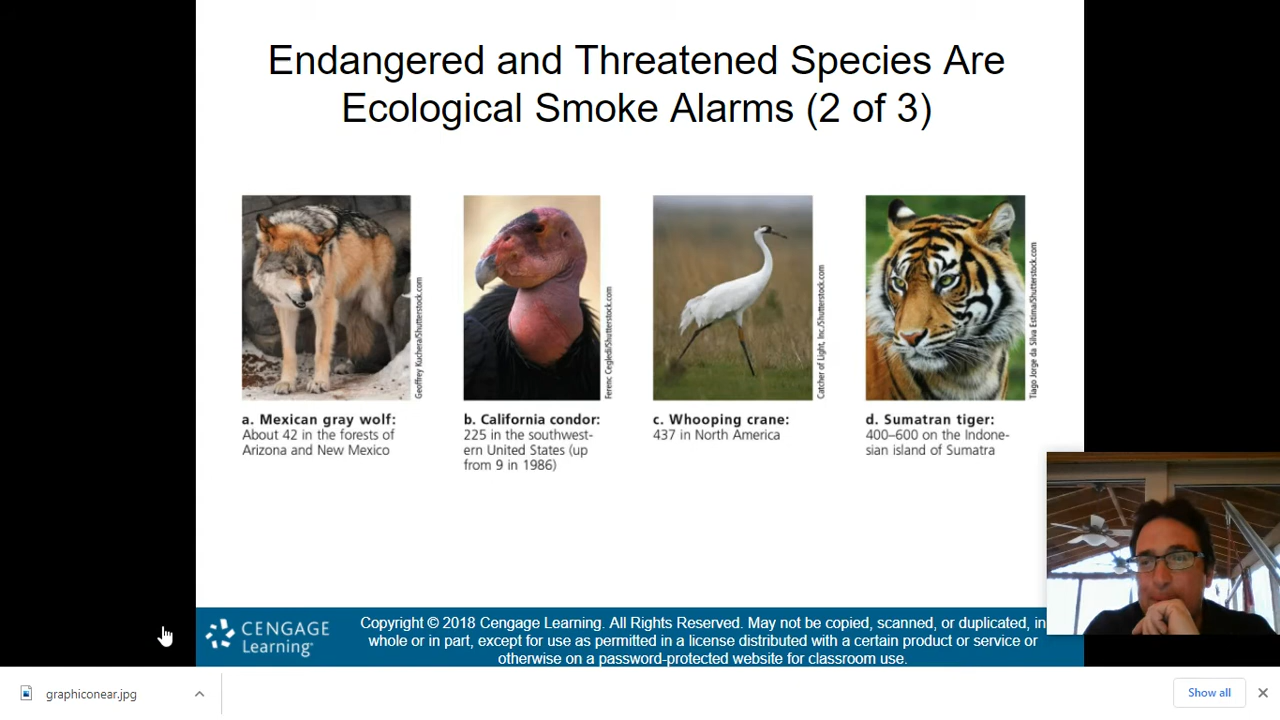 Endangered and Threatened Species Are
Ecological Smoke Alarms (2 of 3)
Geoffrey Kuchera/Shutterstock.com
Ferenc Cegledi/Shutterstock.com
Catcher of Light, Inc./Shutterstock.com
Tiago Jorge da Silva Estima/Shutterstock.com
a. Mexican gray wolf:
About 42 in the forests of
Arizona and New Mexico
b. California condor:
225 in the southwest-
ern United States (up
from 9 in 1986)
c. Whooping crane:
437 in North America
d. Sumatran tiger:
400–600 on the Indone-
sian island of Sumatra
CENGAGE
Learning™
Copyright © 2018 Cengage Learning. All Rights Reserved. May not be copied, scanned, or duplicated, in
whole or in part, except for use as permitted in a license distributed with a certain product or service or
otherwise on a password-protected website for classroom use.
graphiconear.jpg
Show all